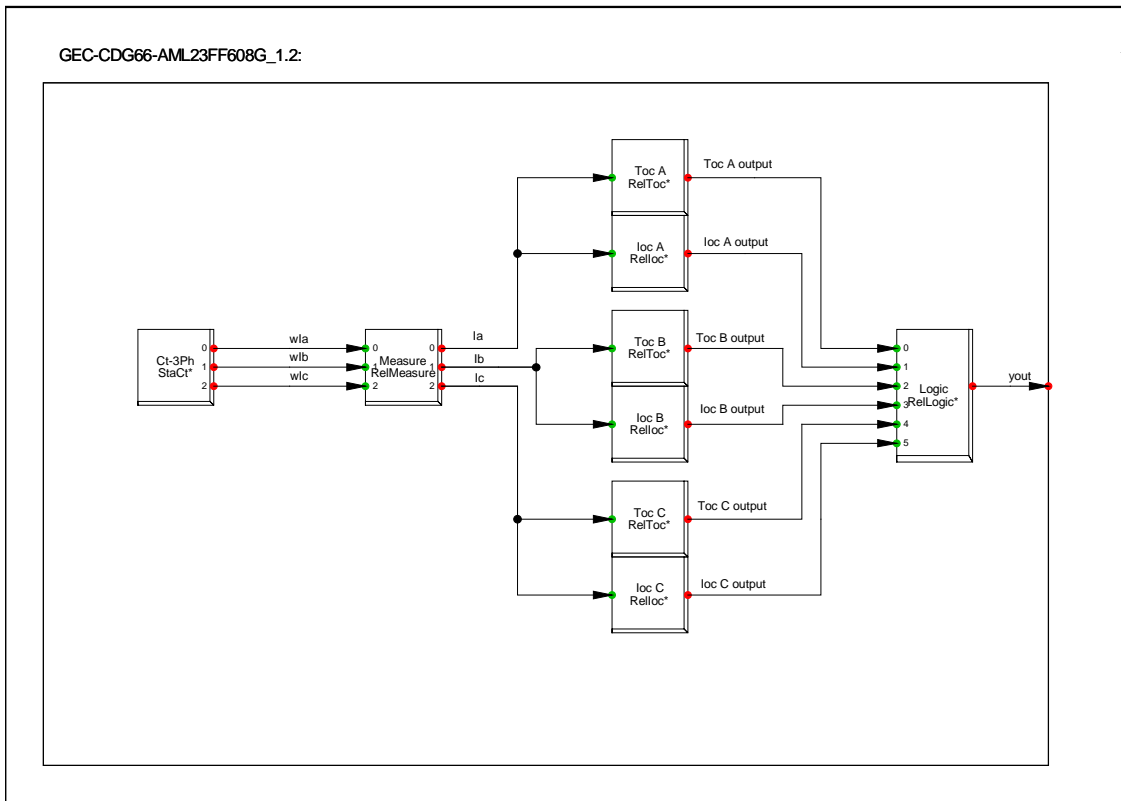 GEC-CDG66-AML23FF608G_1.2:
Toc A
RelToc*
Toc A output
Ioc A
RelIoc*
Ioc A output
Ct-3Ph
StaCt*
0
1
2
wIa
wIb
wIc
Measure
RelMeasure
0
1
2
0
1
2
Ia
Ib
Ic
Toc B
RelToc*
Toc B output
Ioc B
RelIoc*
Ioc B output
Toc C
RelToc*
Toc C output
Ioc C
RelIoc*
Ioc C output
Logic
RelLogic*
0
1
2
3
4
5
yout